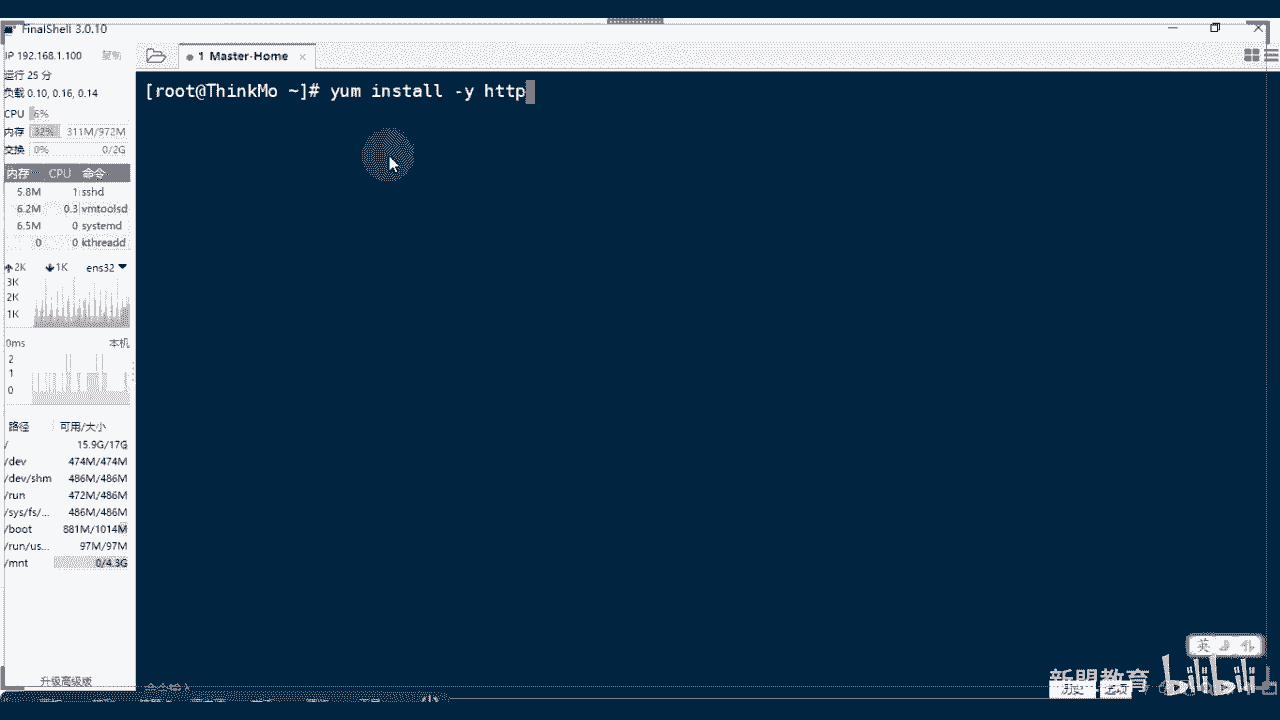 FinalShell 3.0.10
IP 192.168.1.100 复制
运行 25 分
负载 0.10, 0.16, 0.14
CPU 6%
内存 32% 311M/972M
交换 0% 0/2G
内存 CPU 命令
5.8M 1 sshd
6.2M 0.3 vmtoolsd
6.5M 0 systemd
0 0 kthreadd
2K 1K ens32
3K
2K
1K
0ms 本机
2
1
0
路径 可用/大小
/ 15.9G/17G
/dev 474M/474M
/dev/shm 486M/486M
/run 472M/486M
/sys/fs/... 486M/486M
/boot 881M/1014M
/run/us... 97M/97M
/mnt 0/4.3G
升级高级版
1 Master-Home
[root@ThinkMo ~]# yum install -y http
英
新盟教育 bilibili